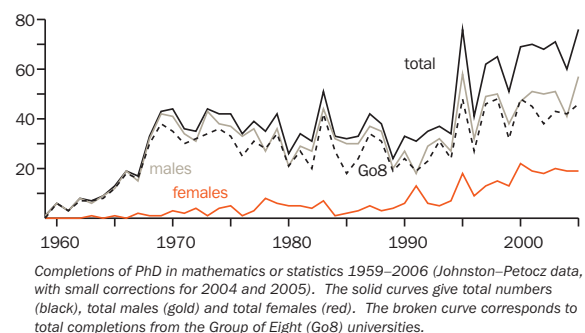 80
60
40
20
total
males
Go8
females
1960 1970 1980 1990 2000
Completions of PhD in mathematics or statistics 1959–2006 (Johnston–Petocz data,
with small corrections for 2004 and 2005). The solid curves give total numbers
(black), total males (gold) and total females (red). The broken curve corresponds to
total completions from the Group of Eight (Go8) universities.